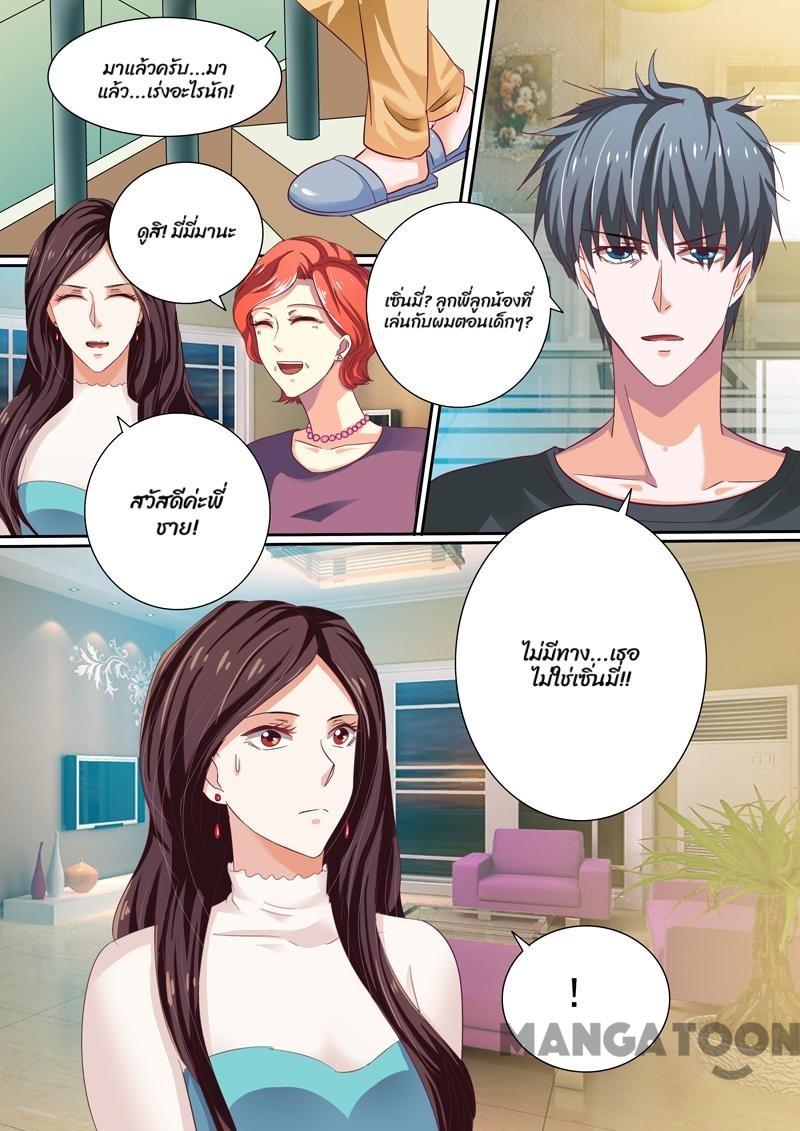 มาแล้วครับ...มา
แล้ว...เร่งอะไรนัก!
ดูสิ! มี่มี่มานะ
เซิ่นมี่? ลูกพี่ลูกน้องที่
เล่นกับผมตอนเด็กๆ?
สวัสดีค่ะพี่
ชาย!
ไม่มีทาง...เธอ
ไม่ใช่เซิ่นมี่!!
!
MANGATOON